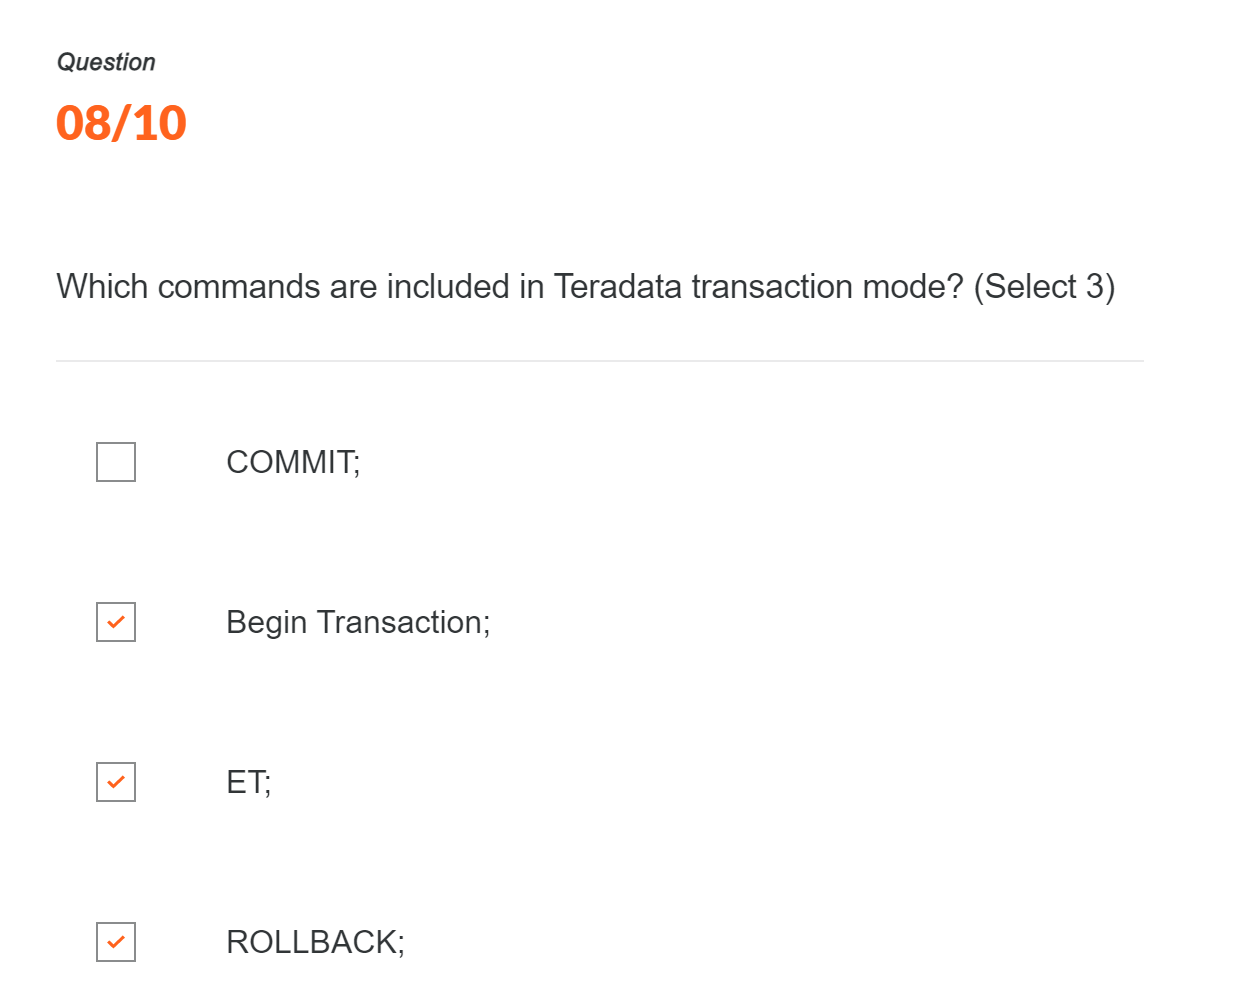 Question
08/10
Which commands are included in Teradata transaction mode? (Select 3)
COMMIT;
Begin Transaction;
ET;
ROLLBACK;